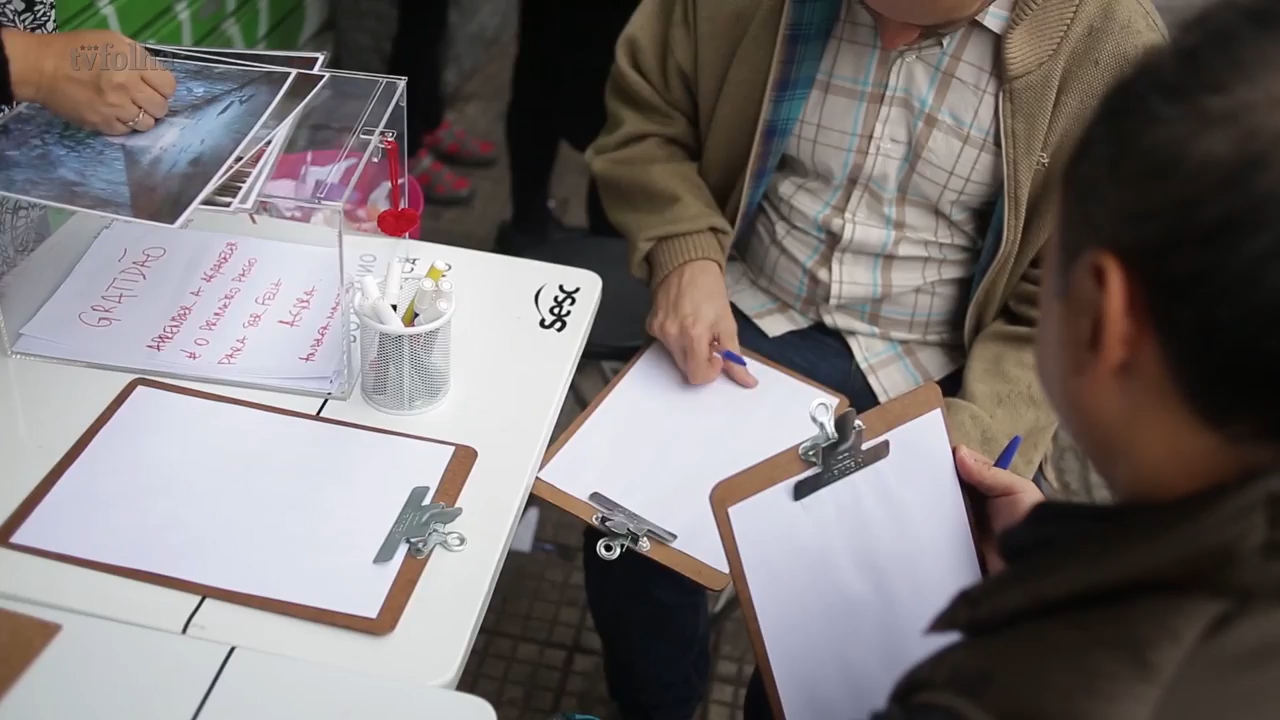 tvfolha
GRATIDÃO
APRENDER A AGRADECER
É O PRIMEIRO PASSO
PARA SER FELIZ
AGORA
sesc